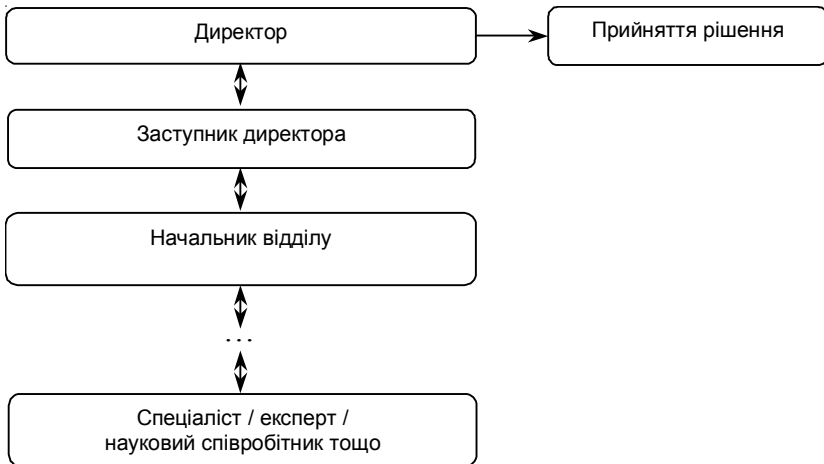 Директор
Прийняття рішення
Заступник директора
Начальник відділу
...
Спеціаліст / експерт /
науковий співробітник тощо